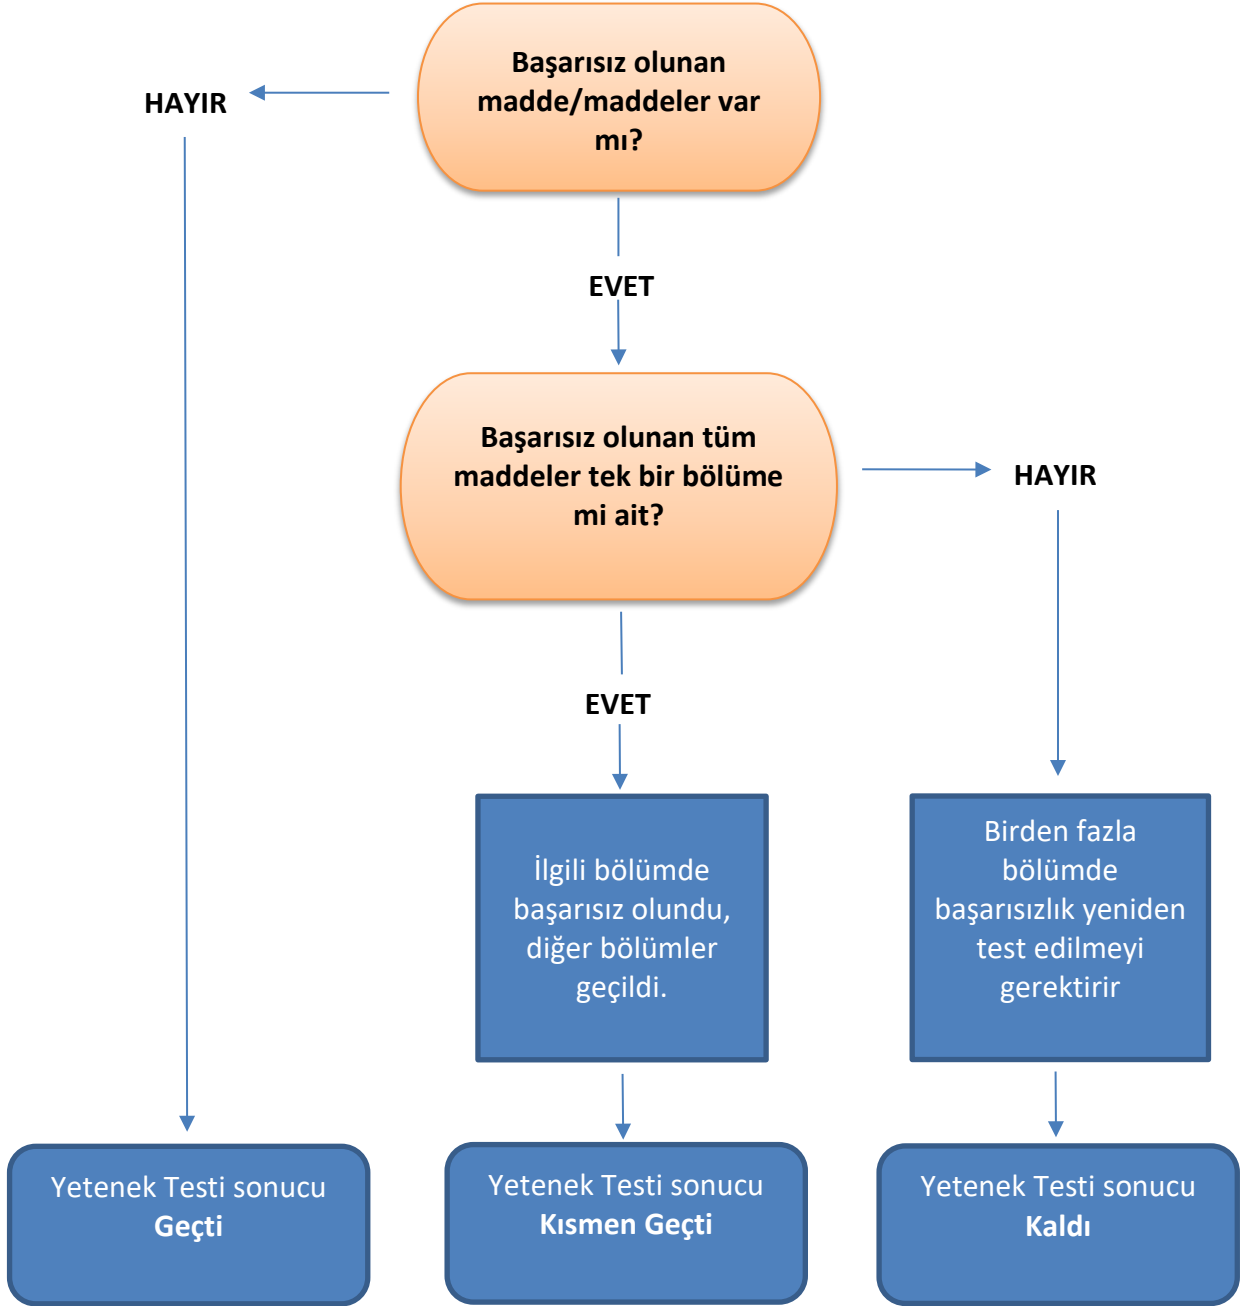 Başarısız olunan
madde/maddeler var
mı?
HAYIR
EVET
Başarısız olunan tüm
maddeler tek bir bölüme
mi ait?
HAYIR
EVET
İlgili bölümde
başarısız olundu,
diğer bölümler
geçildi.
Birden fazla
bölümde
başarısızlık yeniden
test edilmeyi
gerektirir
Yetenek Testi sonucu
Geçti
Yetenek Testi sonucu
Kısmen Geçti
Yetenek Testi sonucu
Kaldı